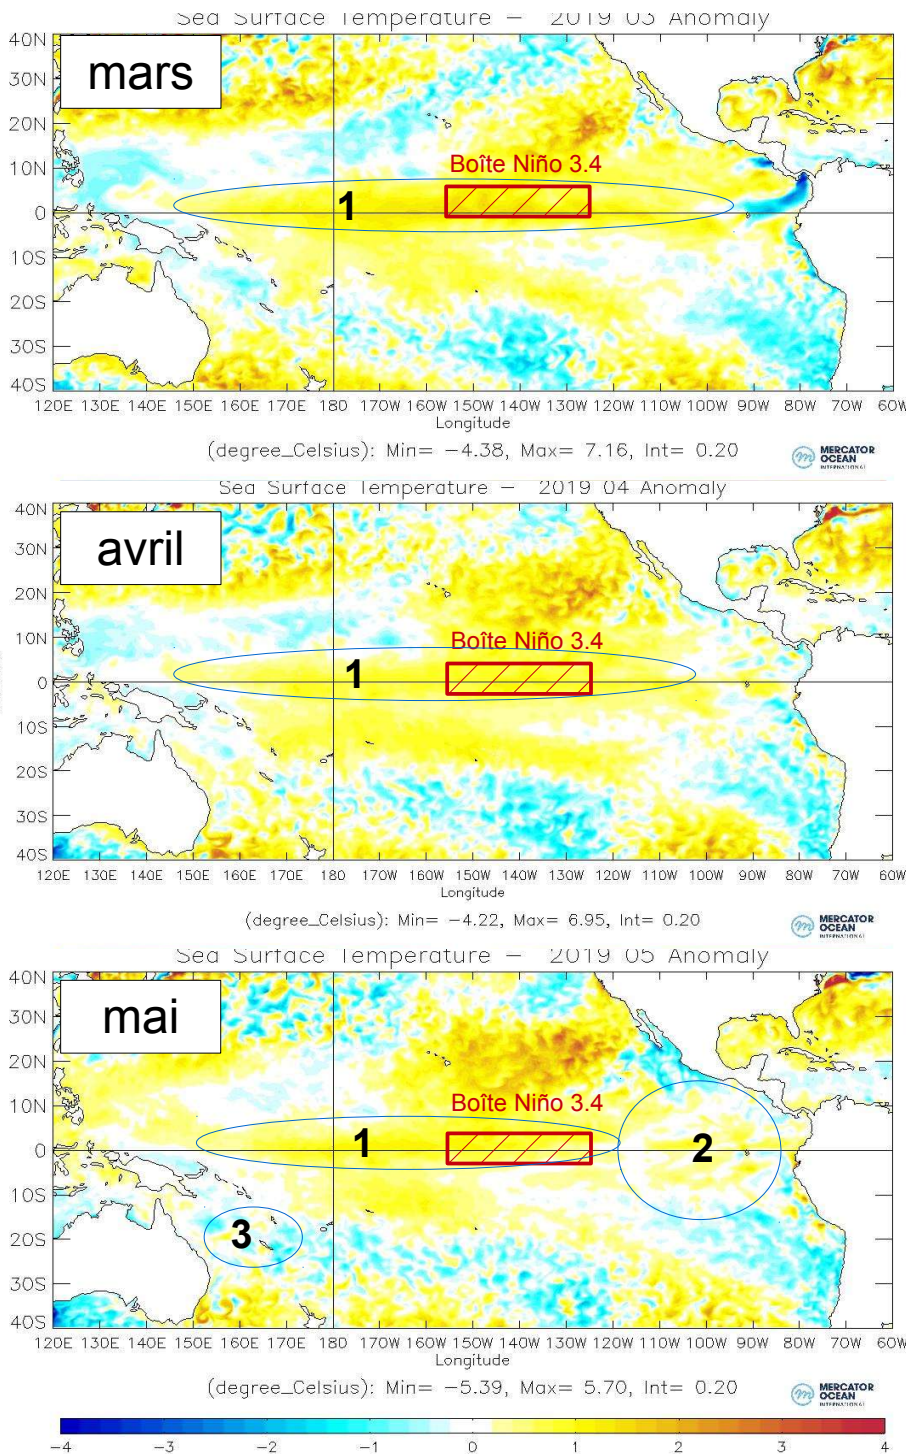 Sea Surface Temperature – 2019 03 Anomaly
mars
40N
30N
20N
10N
0
10S
20S
30S
40S
Boîte Niño 3.4
1
120E 130E 140E 150E 160E 170E 180 170W 160W 150W 140W 130W 120W 110W 100W 90W 80W 70W 60W
Longitude
(degree_Celsius): Min= −4.38, Max= 7.16, Int= 0.20
MERCATOR
OCEAN
INTERNATIONAL
Sea Surface Temperature – 2019 04 Anomaly
avril
40N
30N
20N
10N
0
10S
20S
30S
40S
Boîte Niño 3.4
1
120E 130E 140E 150E 160E 170E 180 170W 160W 150W 140W 130W 120W 110W 100W 90W 80W 70W 60W
Longitude
(degree_Celsius): Min= −4.22, Max= 6.95, Int= 0.20
MERCATOR
OCEAN
INTERNATIONAL
Sea Surface Temperature – 2019 05 Anomaly
mai
40N
30N
20N
10N
0
10S
20S
30S
40S
Boîte Niño 3.4
1
2
3
120E 130E 140E 150E 160E 170E 180 170W 160W 150W 140W 130W 120W 110W 100W 90W 80W 70W 60W
Longitude
(degree_Celsius): Min= −5.39, Max= 5.70, Int= 0.20
MERCATOR
OCEAN
INTERNATIONAL
−4 −3 −2 −1 0 1 2 3 4